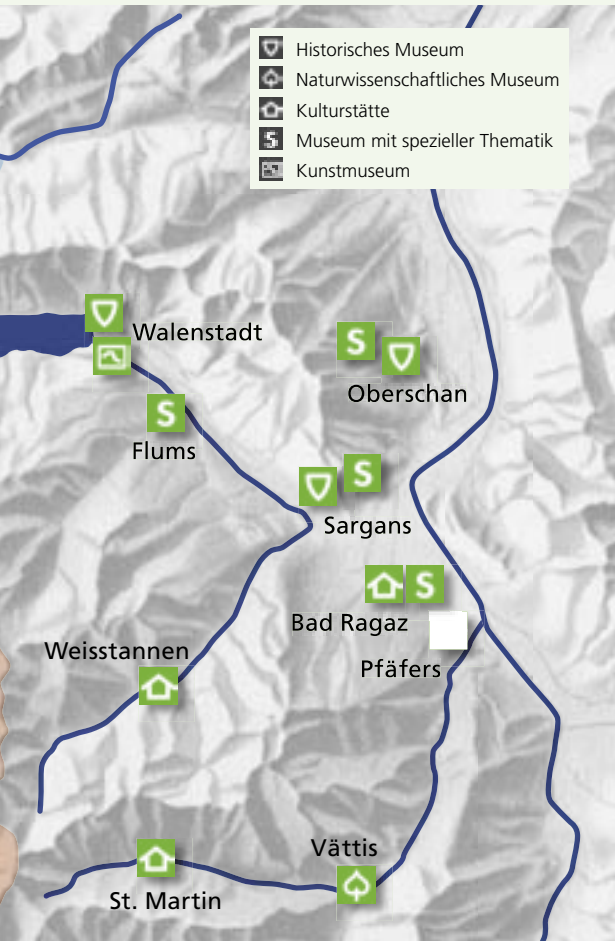 Historisches Museum
Naturwissenschaftliches Museum
Kulturstätte
S Museum mit spezieller Thematik
Kunstmuseum
Walenstadt
S
Oberschan
S
Flums
S
Sargans
S
Bad Ragaz
Pfäfers
Weisstannen
Vättis
St. Martin